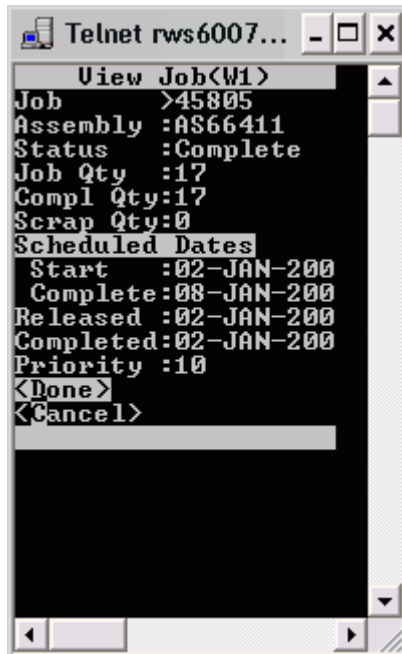 Telnet rws6007...
View Job(W1)
Job >45805
Assembly :AS66411
Status :Complete
Job Qty :17
Compl Qty:17
Scrap Qty:0
Scheduled Dates
Start :02-JAN-200
Complete:08-JAN-200
Released :02-JAN-200
Completed:02-JAN-200
Priority :10
<Done>
<Cancel>